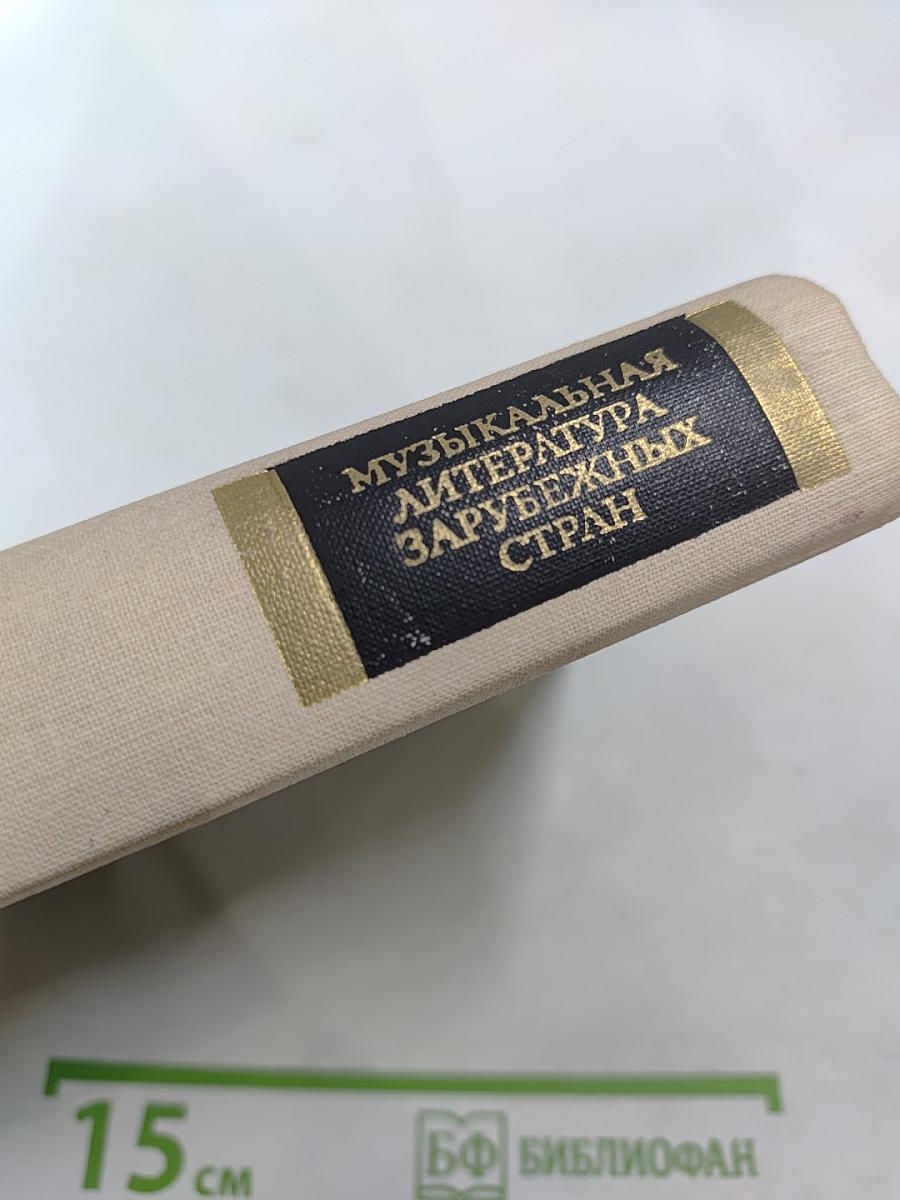 МУЗЫКАЛЬНАЯ
ЛИТЕРАТУРА
ЗАРУБЕЖНЫХ
СТРАН
15 см
БФ БИБЛИОФАН